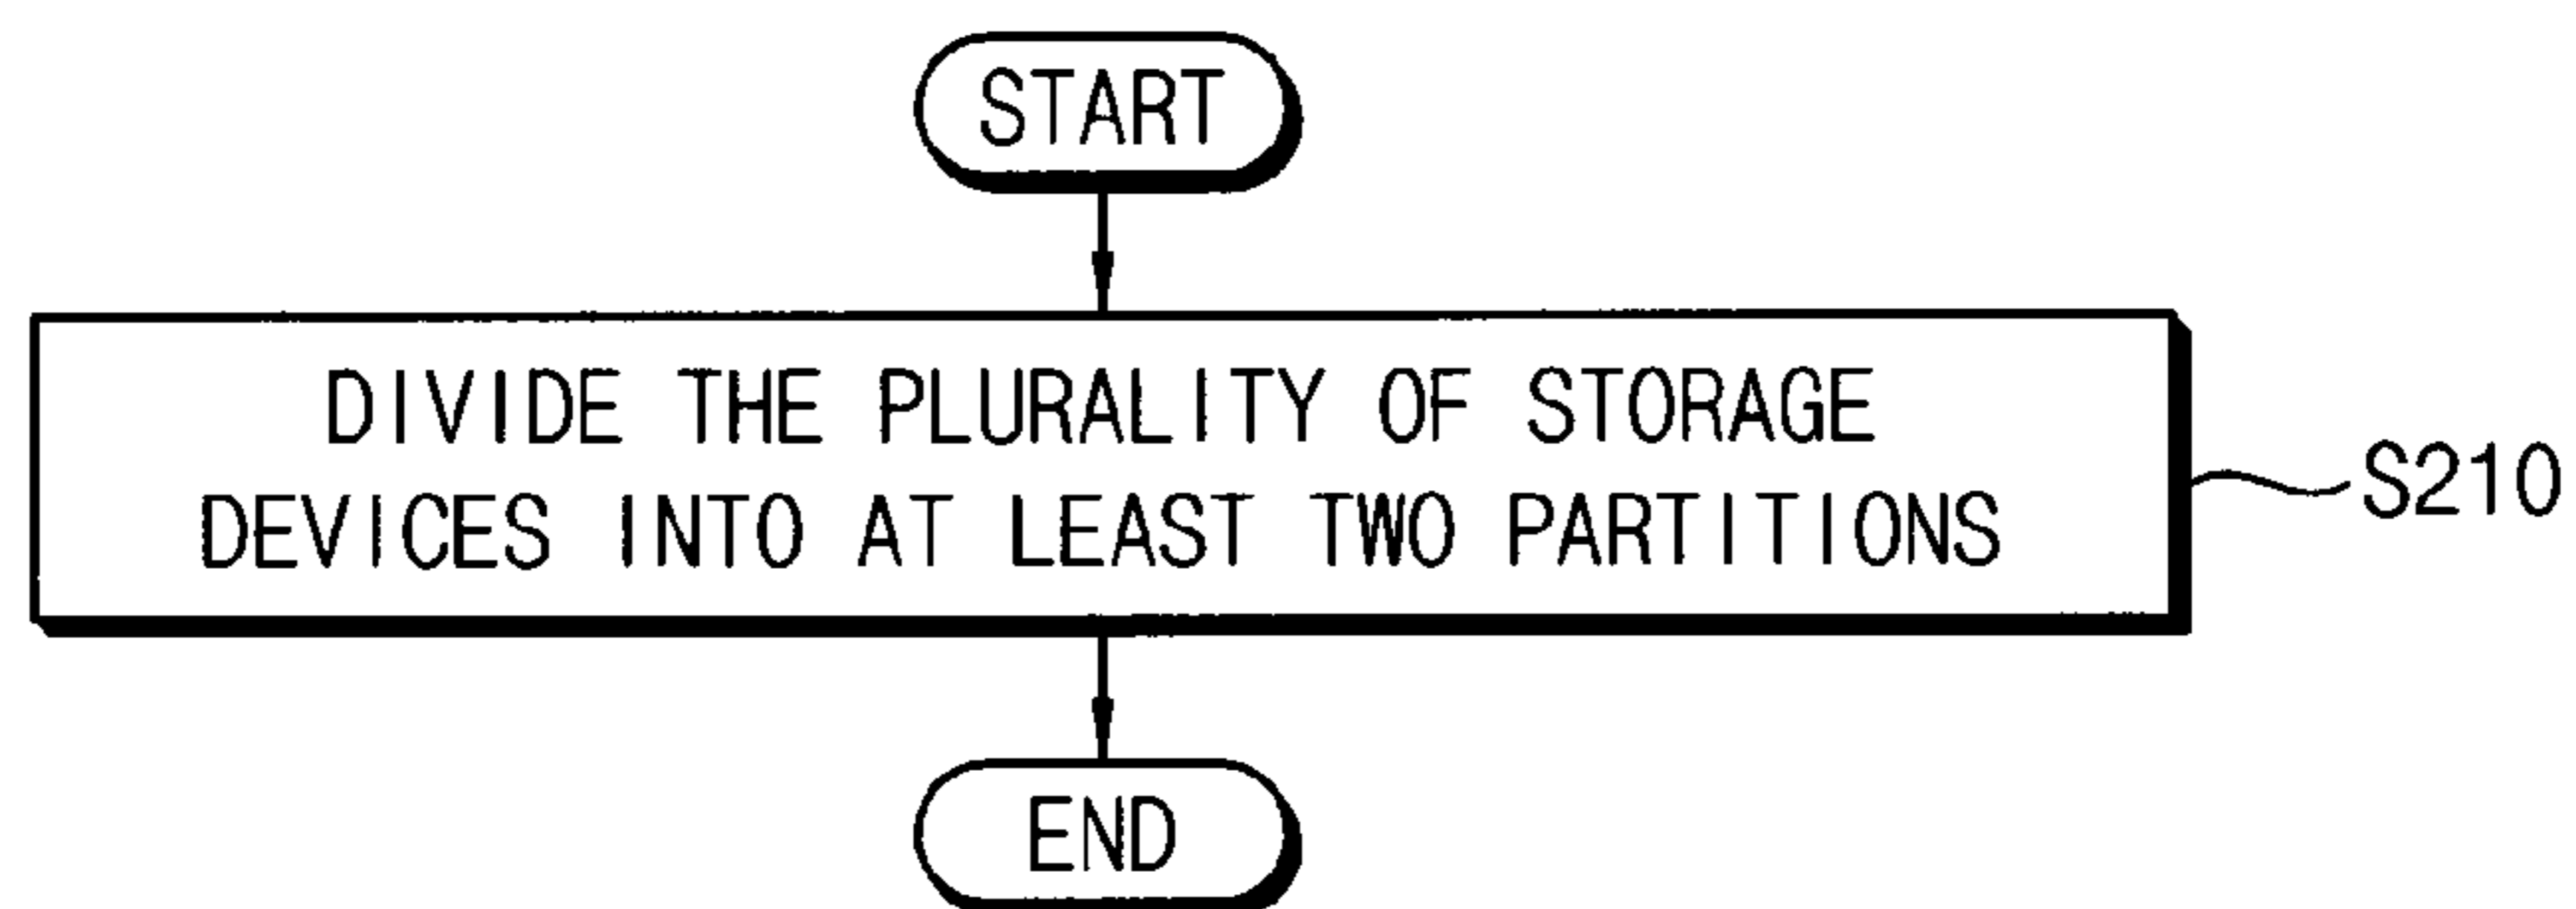 START
DIVIDE THE PLURALITY OF STORAGE
DEVICES INTO AT LEAST TWO PARTITIONS
S210
END